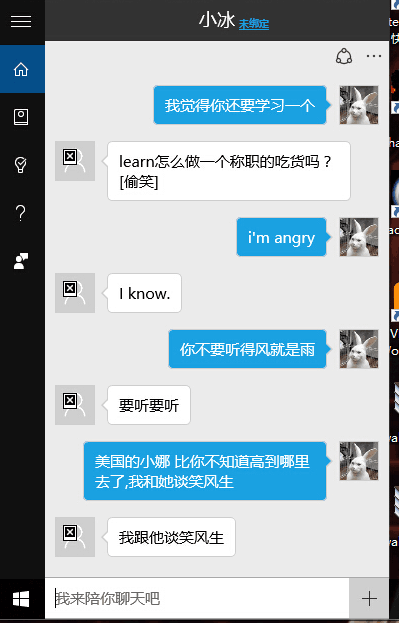 小冰 未绑定
我觉得你还要学习一个
learn怎么做一个称职的吃货吗？
[偷笑]
i'm angry
I know.
你不要听得风就是雨
要听要听
美国的小娜 比你不知道高到哪里
去了,我和她谈笑风生
我跟他谈笑风生
我来陪你聊天吧